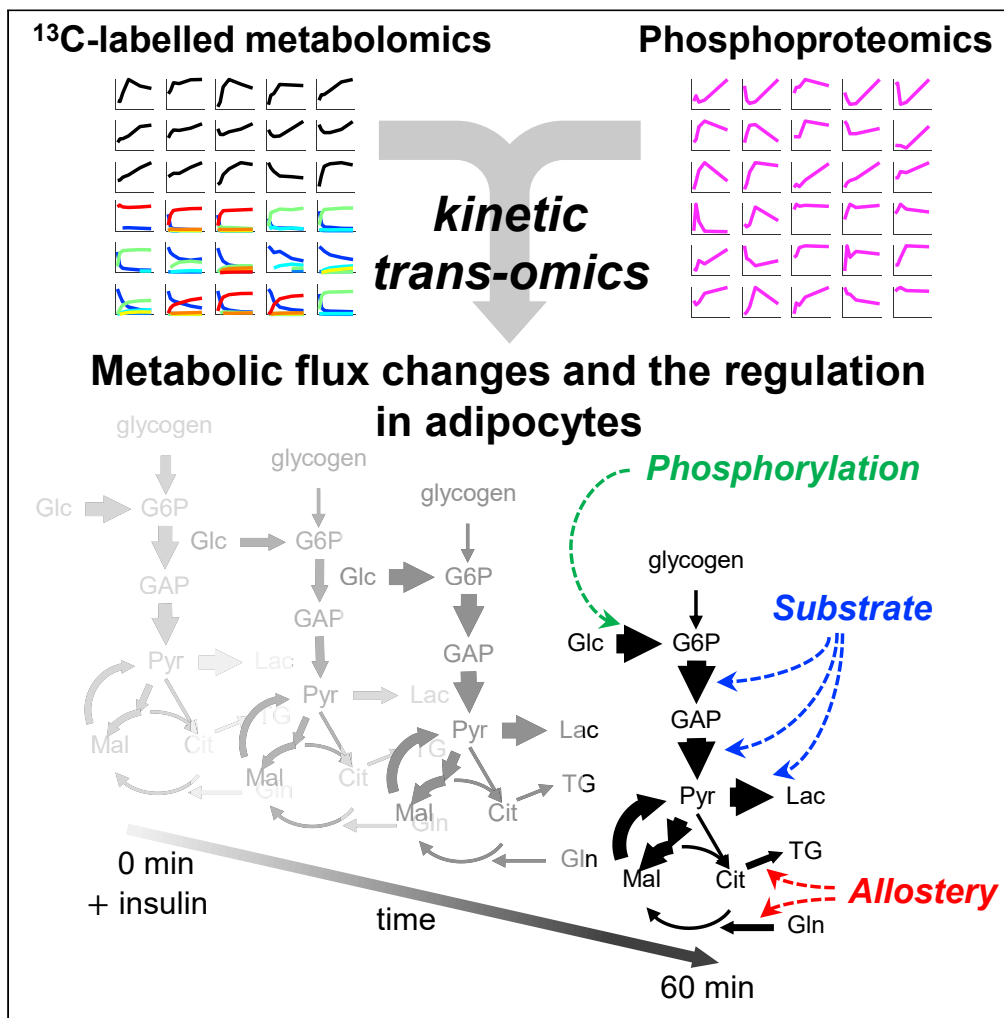 ¹³C-labelled metabolomics
Phosphoproteomics
kinetic
trans-omics
Metabolic flux changes and the regulation
in adipocytes
glycogen
Glc
G6P
GAP
Pyr
Lac
Mal
Cit
TG
Gln
glycogen
Glc
G6P
GAP
Pyr
Lac
Mal
Cit
TG
Gln
glycogen
Glc
G6P
GAP
Pyr
Lac
Mal
Cit
TG
Gln
Phosphorylation
glycogen
Substrate
Glc
G6P
GAP
Pyr
Lac
Mal
Cit
TG
Allostery
Gln
0 min
+ insulin
time
60 min